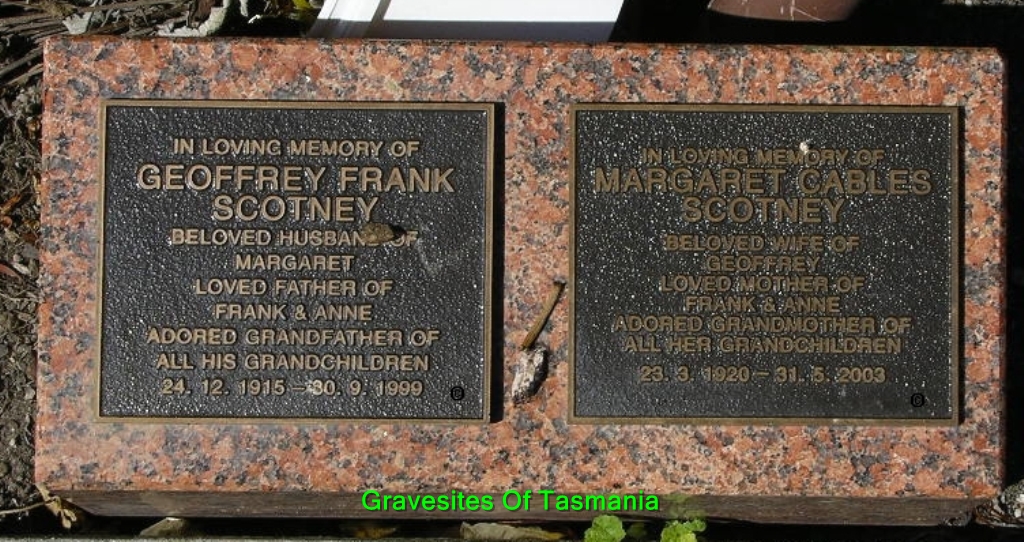 IN LOVING MEMORY OF
GEOFFREY FRANK
SCOTNEY
BELOVED HUSBAND OF
MARGARET
LOVED FATHER OF
FRANK & ANNE
ADORED GRANDFATHER OF
ALL HIS GRANDCHILDREN
24. 12. 1915 – 30. 9. 1999
IN LOVING MEMORY OF
MARGARET CABLES
SCOTNEY
BELOVED WIFE OF
GEOFFREY
LOVED MOTHER OF
FRANK & ANNE
ADORED GRANDMOTHER OF
ALL HER GRANDCHILDREN
23. 3. 1920 – 31. 5. 2003
Gravesites Of Tasmania